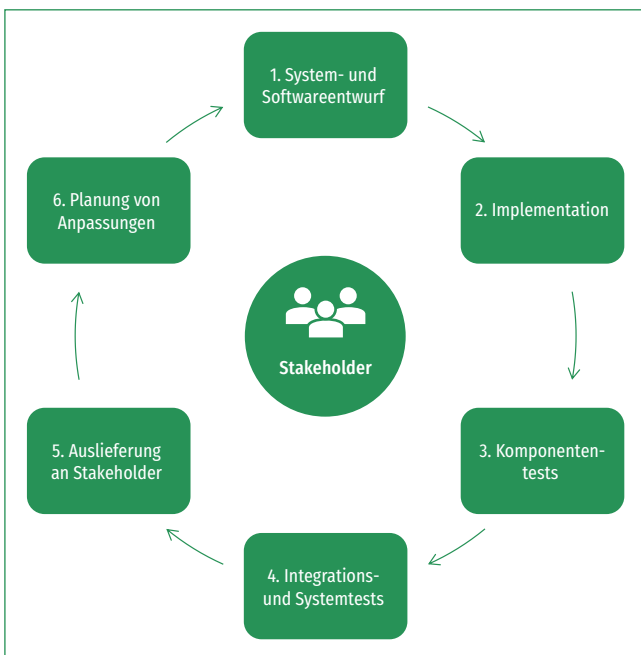 1. System- und
Softwareentwurf
2. Implementation
3. Komponenten-
tests
4. Integrations-
und Systemtests
5. Auslieferung
an Stakeholder
6. Planung von
Anpassungen
Stakeholder